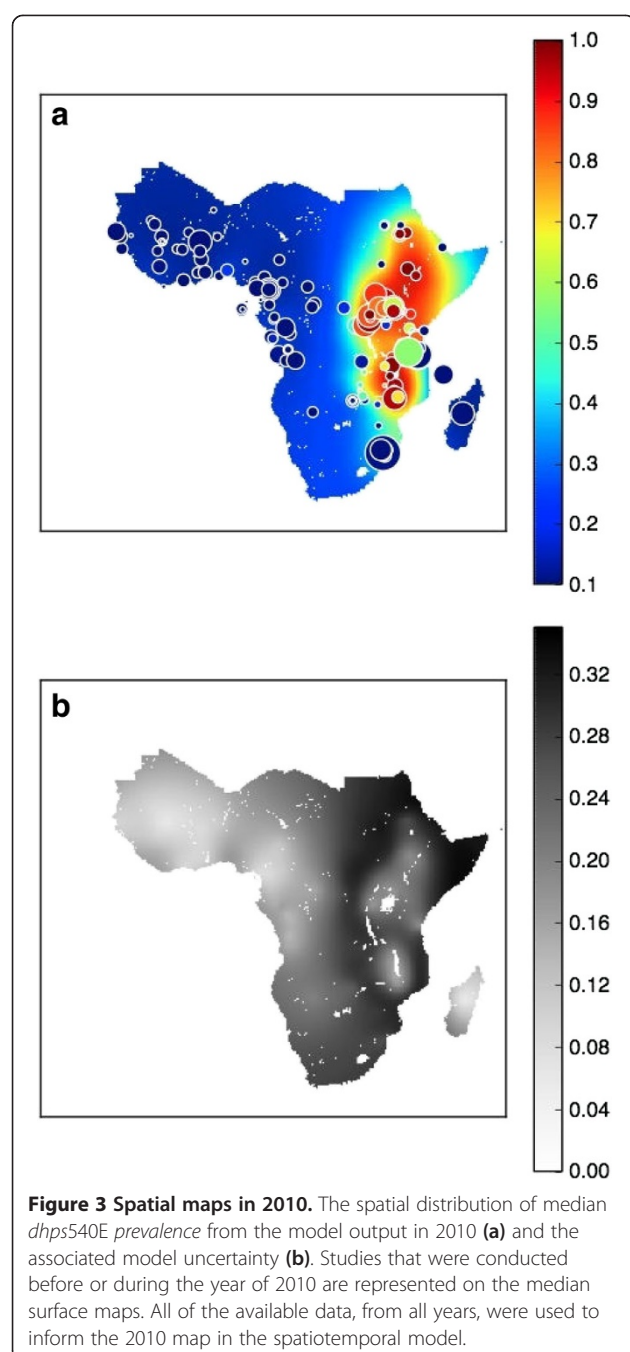 a
1.0
0.9
0.8
0.7
0.6
0.5
0.4
0.3
0.2
0.1
b
0.32
0.28
0.24
0.20
0.16
0.12
0.08
0.04
0.00
Figure 3 Spatial maps in 2010. The spatial distribution of median
dhps540E prevalence from the model output in 2010 (a) and the
associated model uncertainty (b). Studies that were conducted
before or during the year of 2010 are represented on the median
surface maps. All of the available data, from all years, were used to
inform the 2010 map in the spatiotemporal model.